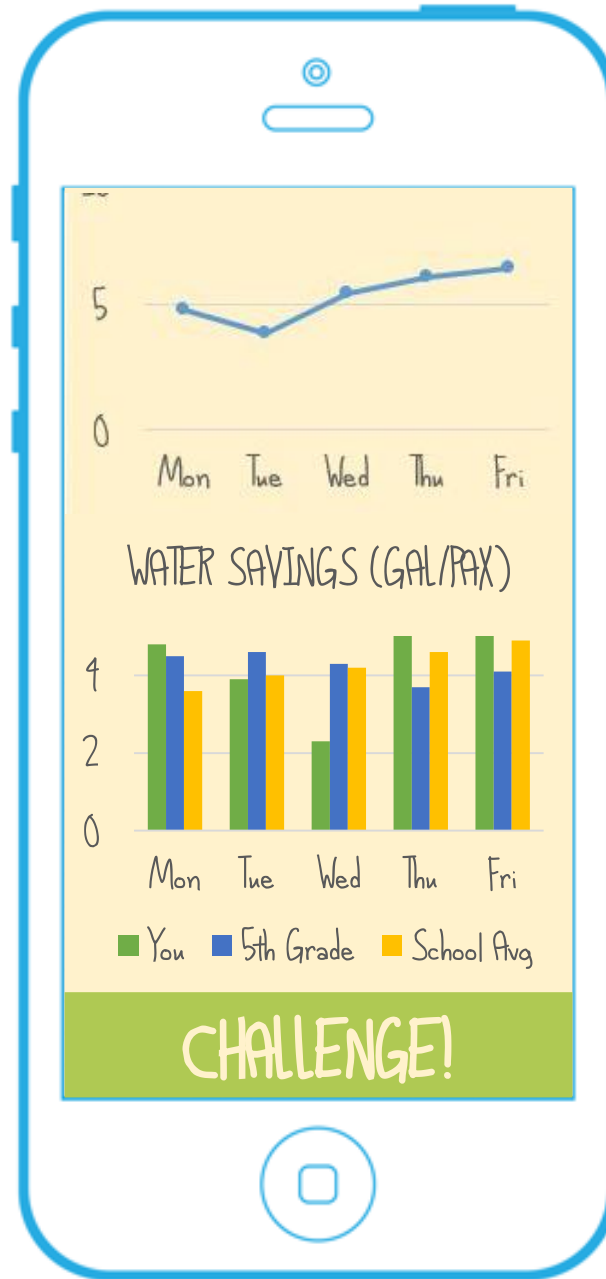 5
0
Mon Tue Wed Thu Fri
WATER SAVINGS (GAL/PAX)
4
2
0
Mon Tue Wed Thu Fri
You 5th Grade School Avg
CHALLENGE!